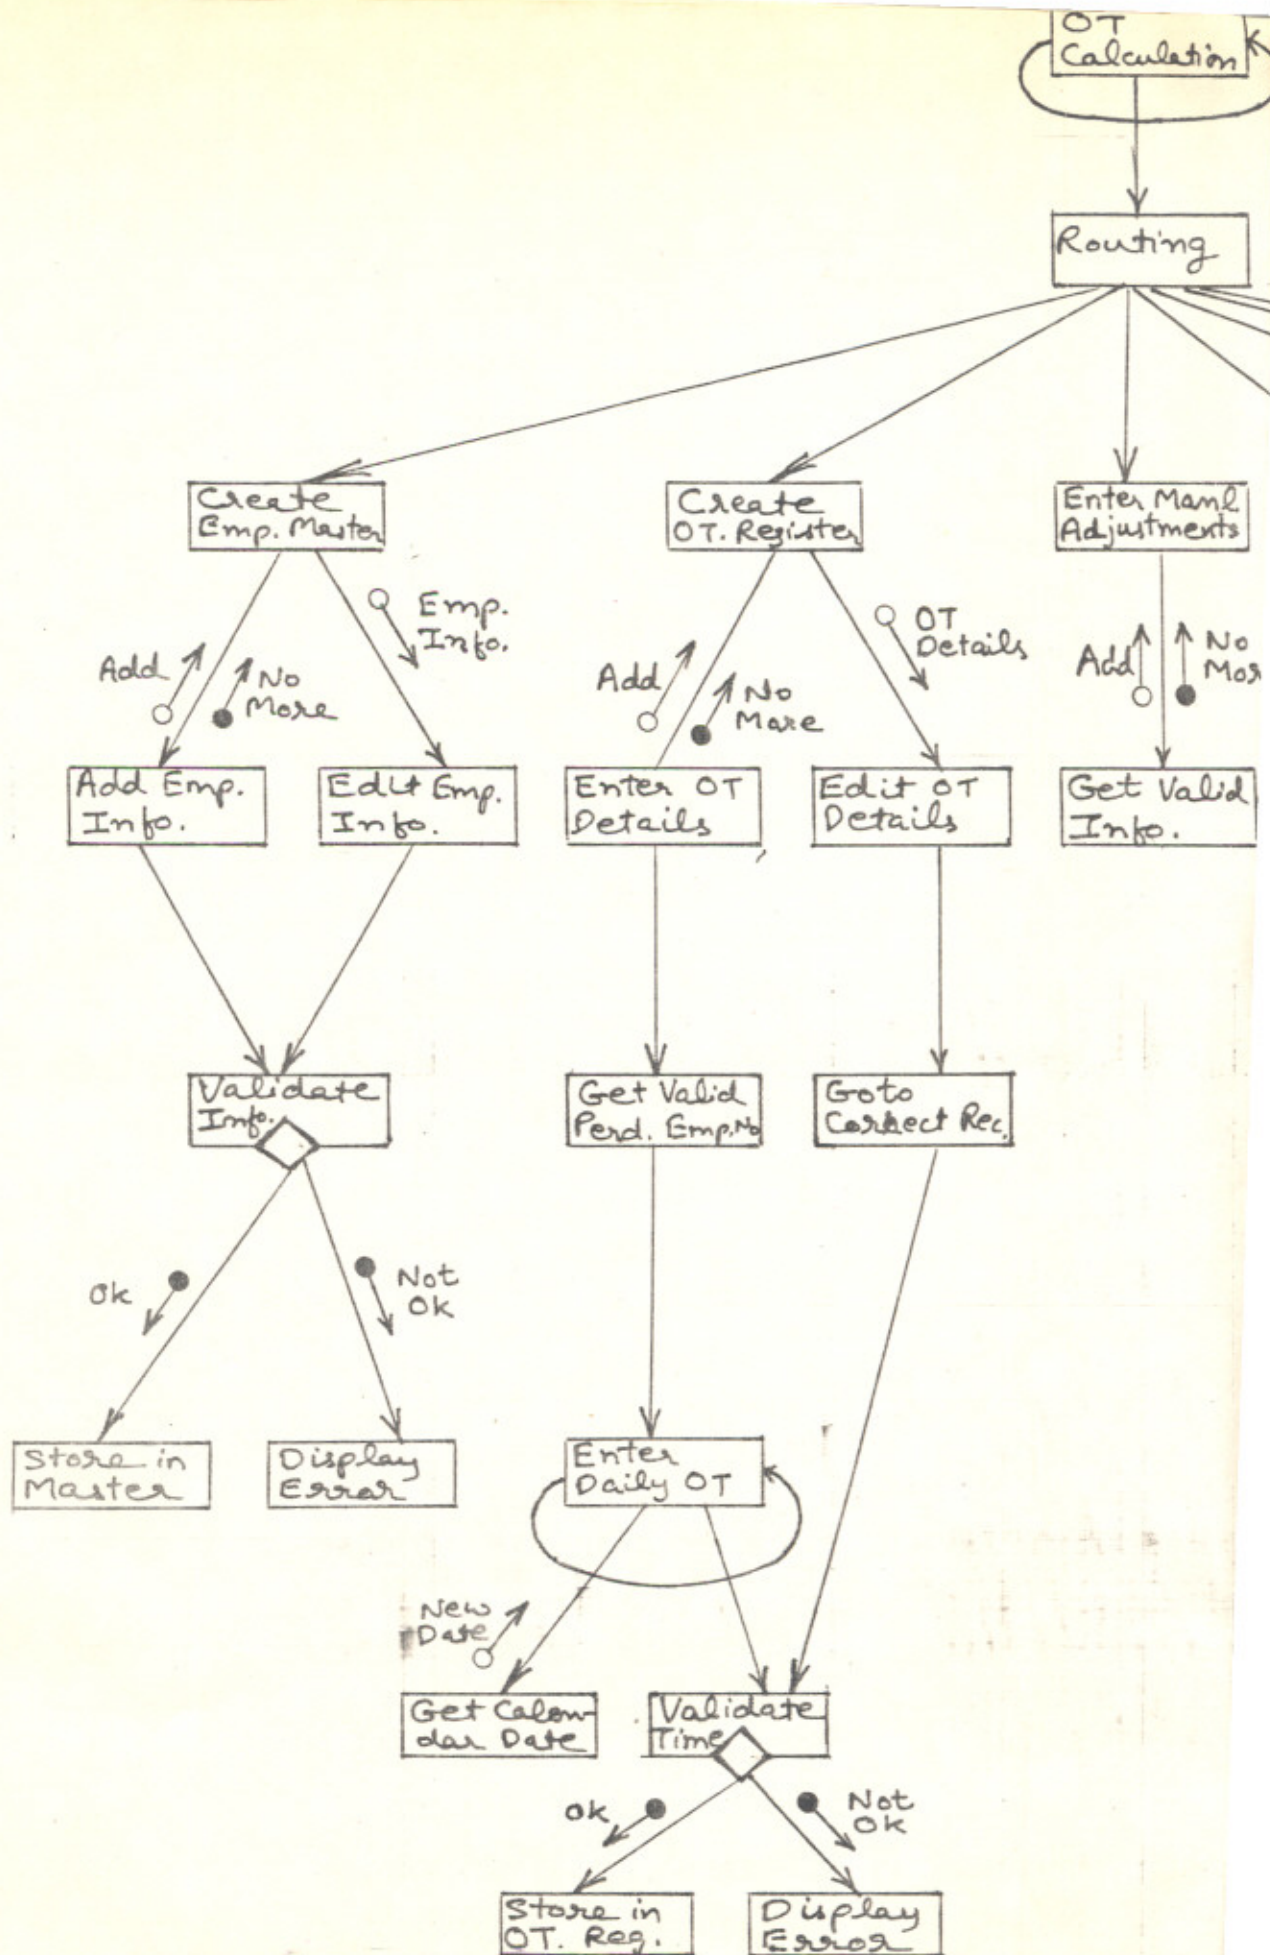 OT
Calculation
Routing
Create
Emp. Master
Create
OT. Register
Enter Manl
Adjustments
Emp.
Info.
OT
Details
Add
No
More
Add
No
More
Add
No
Mor
Add Emp.
Info.
Edit Emp.
Info.
Enter OT
Details
Edit OT
Details
Get Valid
Info.
Validate
Info.
Get Valid
Perd. Emp. No
Goto
Correct Rec.
Ok
Not
Ok
Store in
Master
Display
Error
Enter
Daily OT
New
Date
Get Calen-
dar Date
Validate
Time
Ok
Not
Ok
Store in
OT. Reg.
Display
Error